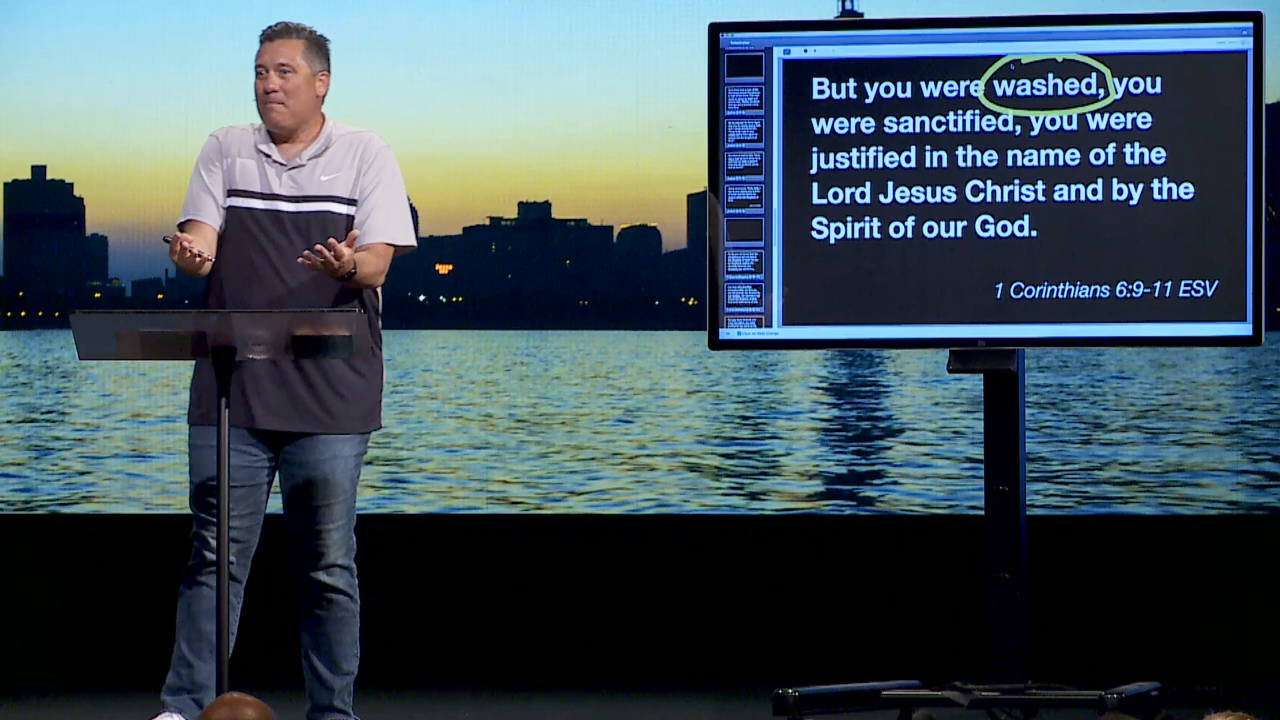 But you were washed, you
were sanctified, you were
justified in the name of the
Lord Jesus Christ and by the
Spirit of our God.
1 Corinthians 6:9-11 ESV